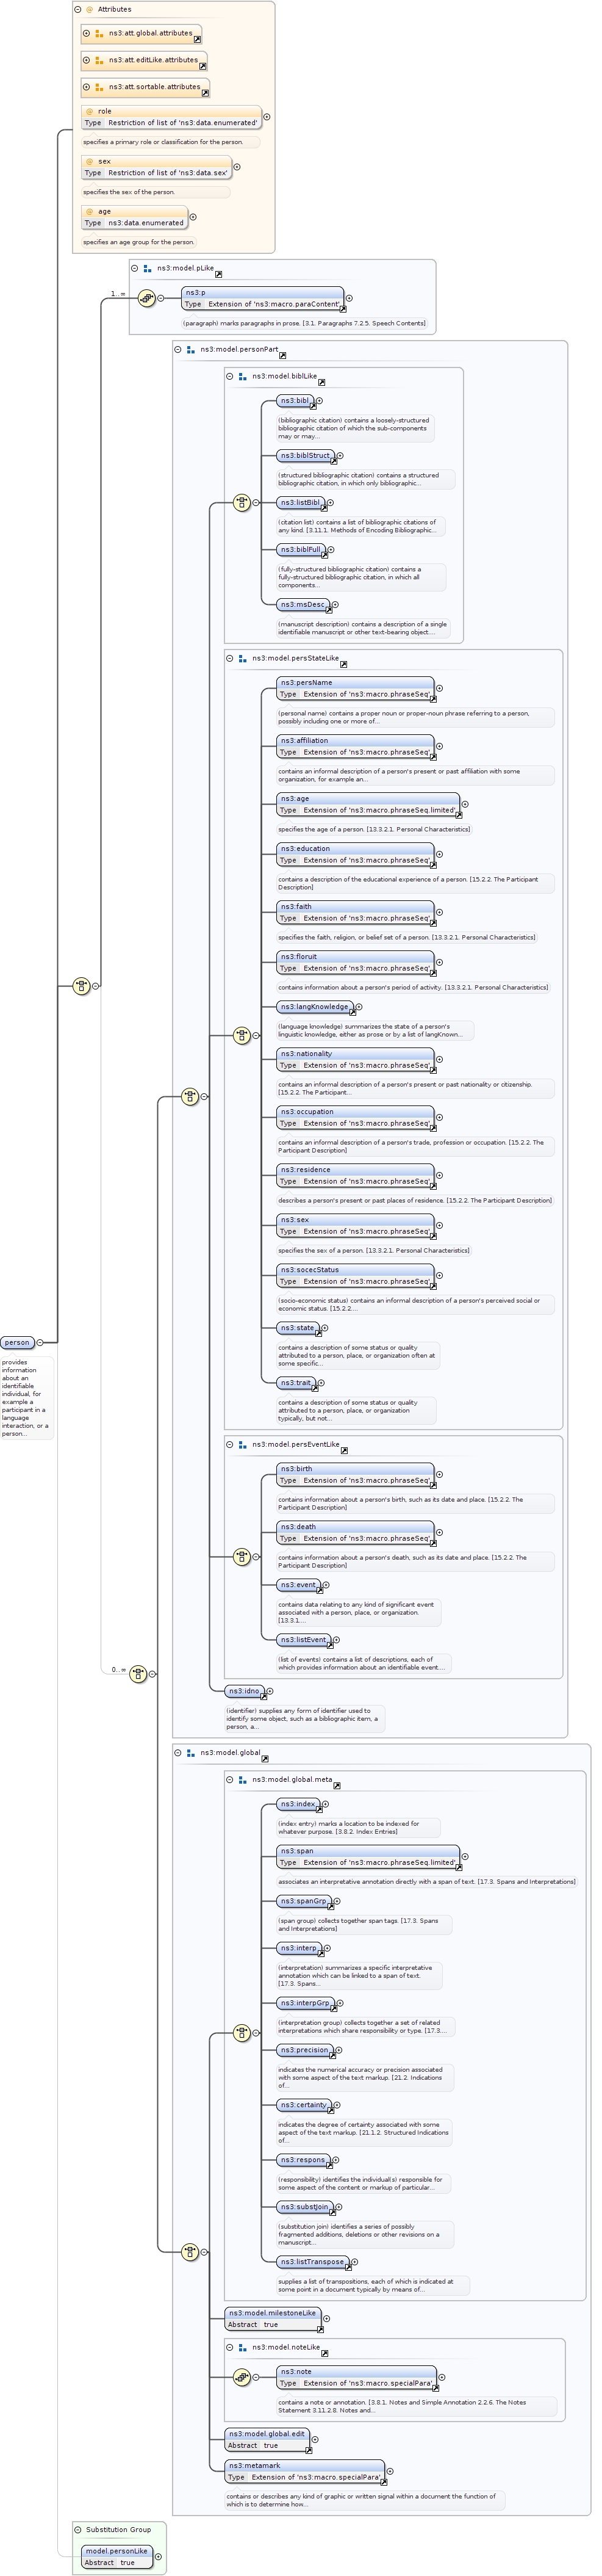 Attributes
ns3:att.global.attributes
ns3:att.editLike.attributes
ns3:att.sortable.attributes
@ role
Type Restriction of list of 'ns3:data.enumerated'
specifies a primary role or classification for the person.
@ sex
Type Restriction of list of 'ns3:data.sex'
specifies the sex of the person.
@ age
Type ns3:data.enumerated
specifies an age group for the person.
ns3:model.pLike
1..∞
ns3:p
Type Extension of 'ns3:macro.paraContent'
(paragraph) marks paragraphs in prose. [3.1. Paragraphs 7.2.5. Speech Contents]
ns3:model.personPart
ns3:model.biblLike
ns3:bibl
(bibliographic citation) contains a loosely-structured
bibliographic citation of which the sub-components
may or may...
ns3:biblStruct
(structured bibliographic citation) contains a structured
bibliographic citation, in which only bibliographic...
ns3:listBibl
(citation list) contains a list of bibliographic citations of
any kind. [3.11.1. Methods of Encoding Bibliographic...
ns3:biblFull
(fully-structured bibliographic citation) contains a
fully-structured bibliographic citation, in which all
components...
ns3:msDesc
(manuscript description) contains a description of a single
identifiable manuscript or other text-bearing object....
ns3:model.persStateLike
ns3:persName
Type Extension of 'ns3:macro.phraseSeq'
(personal name) contains a proper noun or proper-noun phrase referring to a person,
possibly including one or more of...
ns3:affiliation
Type Extension of 'ns3:macro.phraseSeq'
contains an informal description of a person's present or past affiliation with some
organization, for example an...
ns3:age
Type Extension of 'ns3:macro.phraseSeq.limited'
specifies the age of a person. [13.3.2.1. Personal Characteristics]
ns3:education
Type Extension of 'ns3:macro.phraseSeq'
contains a description of the educational experience of a person. [15.2.2. The Participant
Description]
ns3:faith
Type Extension of 'ns3:macro.phraseSeq'
specifies the faith, religion, or belief set of a person. [13.3.2.1. Personal Characteristics]
ns3:floruit
Type Extension of 'ns3:macro.phraseSeq'
contains information about a person's period of activity. [13.3.2.1. Personal Characteristics]
ns3:langKnowledge
(language knowledge) summarizes the state of a person's
linguistic knowledge, either as prose or by a list of langKnown...
ns3:nationality
Type Extension of 'ns3:macro.phraseSeq'
contains an informal description of a person's present or past nationality or citizenship.
[15.2.2. The Participant...
ns3:occupation
Type Extension of 'ns3:macro.phraseSeq'
contains an informal description of a person's trade, profession or occupation. [15.2.2. The
Participant Description]
ns3:residence
Type Extension of 'ns3:macro.phraseSeq'
describes a person's present or past places of residence. [15.2.2. The Participant Description]
ns3:sex
Type Extension of 'ns3:macro.phraseSeq'
specifies the sex of a person. [13.3.2.1. Personal Characteristics]
ns3:socecStatus
Type Extension of 'ns3:macro.phraseSeq'
(socio-economic status) contains an informal description of a person's perceived social or
economic status. [15.2.2....
ns3:state
contains a description of some status or quality
attributed to a person, place, or organization often at
some specific...
ns3:trait
contains a description of some status or quality
attributed to a person, place, or organization
typically, but not...
person
provides
information
about an
identifiable
individual, for
example a
participant in a
language
interaction, or a
person...
ns3:model.persEventLike
ns3:birth
Type Extension of 'ns3:macro.phraseSeq'
contains information about a person's birth, such as its date and place. [15.2.2. The
Participant Description]
ns3:death
Type Extension of 'ns3:macro.phraseSeq'
contains information about a person's death, such as its date and place. [15.2.2. The
Participant Description]
ns3:event
contains data relating to any kind of significant event
associated with a person, place, or organization.
[13.3.1....
ns3:listEvent
(list of events) contains a list of descriptions, each of
which provides information about an identifiable event....
0..∞
ns3:idno
(identifier) supplies any form of identifier used to
identify some object, such as a bibliographic item, a
person, a...
ns3:model.global
ns3:model.global.meta
ns3:index
(index entry) marks a location to be indexed for
whatever purpose. [3.8.2. Index Entries]
ns3:span
Type Extension of 'ns3:macro.phraseSeq.limited'
associates an interpretative annotation directly with a span of text. [17.3. Spans and Interpretations]
ns3:spanGrp
(span group) collects together span tags. [17.3. Spans
and Interpretations]
ns3:interp
(interpretation) summarizes a specific interpretative
annotation which can be linked to a span of text.
[17.3. Spans...
ns3:interpGrp
(interpretation group) collects together a set of related
interpretations which share responsibility or type. [17.3....
ns3:precision
indicates the numerical accuracy or precision associated
with some aspect of the text markup. [21.2. Indications
of...
ns3:certainty
indicates the degree of certainty associated with some
aspect of the text markup. [21.1.2. Structured Indications
of...
ns3:respons
(responsibility) identifies the individual(s) responsible for
some aspect of the content or markup of particular...
ns3:substJoin
(substitution join) identifies a series of possibly
fragmented additions, deletions or other revisions on a
manuscript...
ns3:listTranspose
supplies a list of transpositions, each of which is indicated at
some point in a document typically by means of...
ns3:model.milestoneLike
Abstract true
ns3:model.noteLike
ns3:note
Type Extension of 'ns3:macro.specialPara'
contains a note or annotation. [3.8.1. Notes and Simple Annotation 2.2.6. The Notes
Statement 3.11.2.8. Notes and...
ns3:model.global.edit
Abstract true
ns3:metamark
Type Extension of 'ns3:macro.specialPara'
contains or describes any kind of graphic or written signal within a document the function of
which is to determine how...
Substitution Group
model.personLike
Abstract true